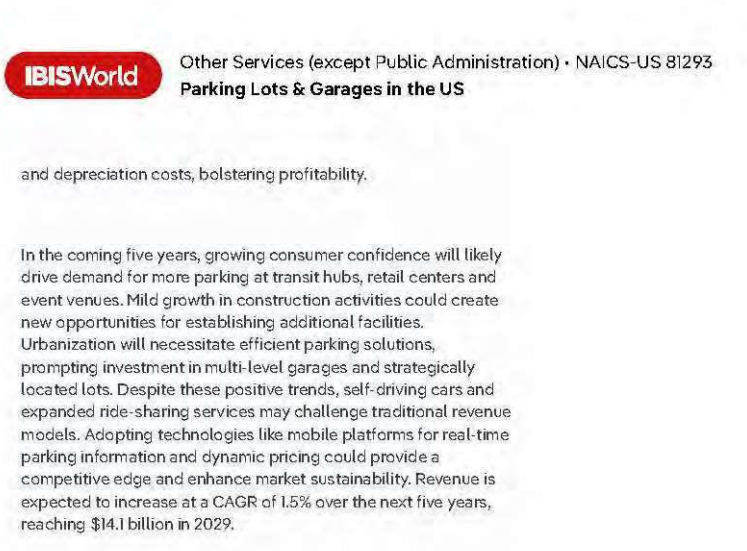 IBISWorld
Other Services (except Public Administration) • NAICS-US 81293
Parking Lots & Garages in the US
and depreciation costs, bolstering profitability.
In the coming five years, growing consumer confidence will likely
drive demand for more parking at transit hubs, retail centers and
event venues. Mild growth in construction activities could create
new opportunities for establishing additional facilities.
Urbanization will necessitate efficient parking solutions,
prompting investment in multi-level garages and strategically
located lots. Despite these positive trends, self-driving cars and
expanded ride-sharing services may challenge traditional revenue
models. Adopting technologies like mobile platforms for real-time
parking information and dynamic pricing could provide a
competitive edge and enhance market sustainability. Revenue is
expected to increase at a CAGR of 1.5% over the next five years,
reaching $14.1 billion in 2029.